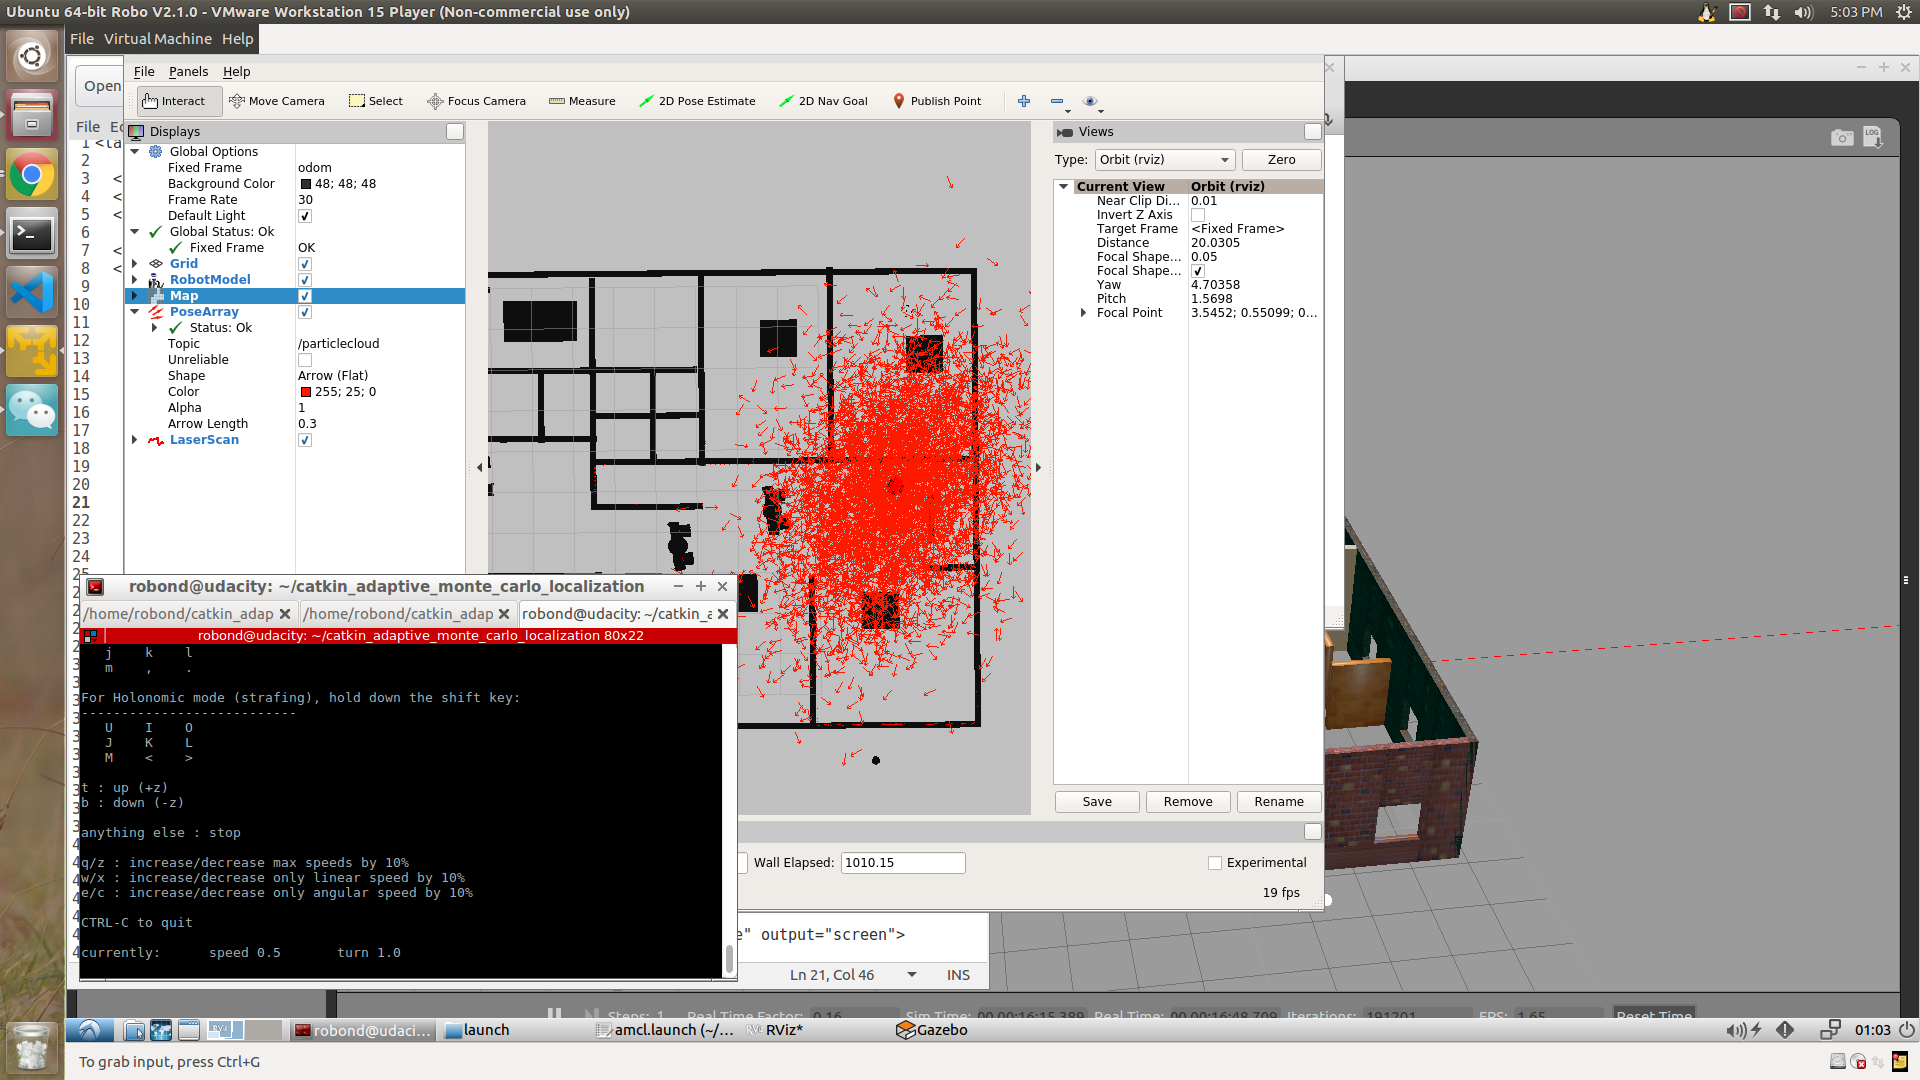 Ubuntu 64-bit Robo V2.1.0 - VMware Workstation 15 Player (Non-commercial use only)
5:03 PM
File Virtual Machine Help
Open
File
File Panels Help
Interact
Move Camera
Select
Focus Camera
Measure
2D Pose Estimate
2D Nav Goal
Publish Point
LOG
Displays
Global Options
Fixed Frame odom
Background Color 48; 48; 48
Frame Rate 30
Default Light
Global Status: Ok
Fixed Frame OK
Grid
RobotModel
Map
PoseArray
Status: Ok
Topic /particlecloud
Unreliable
Shape Arrow (Flat)
Color 255; 25; 0
Alpha 1
Arrow Length 0.3
LaserScan
1
2
3 <
4 <
5 <
6
7 <
8 <
9
10
11
12
13
14
15
16
17
18
19
20
21
22
23
24
Views
Type: Orbit (rviz) Zero
Current View Orbit (rviz)
Near Clip Di... 0.01
Invert Z Axis
Target Frame <Fixed Frame>
Distance 20.0305
Focal Shape... 0.05
Focal Shape...
Yaw 4.70358
Pitch 1.5698
Focal Point 3.5452; 0.55099; 0...
Save Remove Rename
Wall Elapsed: 1010.15
Experimental
19 fps
robond@udacity: ~/catkin_adaptive_monte_carlo_localization
/home/robond/catkin_adap
/home/robond/catkin_adap
robond@udacity: ~/catkin_a
robond@udacity: ~/catkin_adaptive_monte_carlo_localization 80x22
j k l
m , .
For Holonomic mode (strafing), hold down the shift key:
---------------------------
U I O
J K L
M < >
t : up (+z)
b : down (-z)
anything else : stop
q/z : increase/decrease max speeds by 10%
w/x : increase/decrease only linear speed by 10%
e/c : increase/decrease only angular speed by 10%
CTRL-C to quit
currently: speed 0.5 turn 1.0
e" output="screen">
Ln 21, Col 46 INS
Steps: 1 Real Time Factor: 0.16 Sim Time: 00 00:16:15.389 Real Time: 00 00:16:48.709 Iterations: 191201 FPS: 1.65 Reset Time
robond@udaci...
launch
amcl.launch (~/...
RViz*
Gazebo
01:03
To grab input, press Ctrl+G